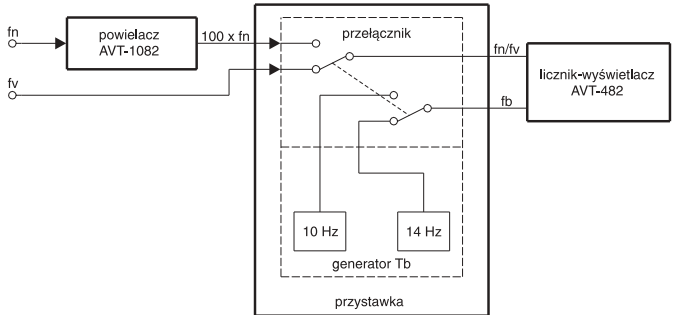 fn
powielacz
AVT-1082
100 x fn
przełącznik
fn/fv
licznik-wyświetlacz
AVT-482
fv
fb
10 Hz
14 Hz
generator Tb
przystawka